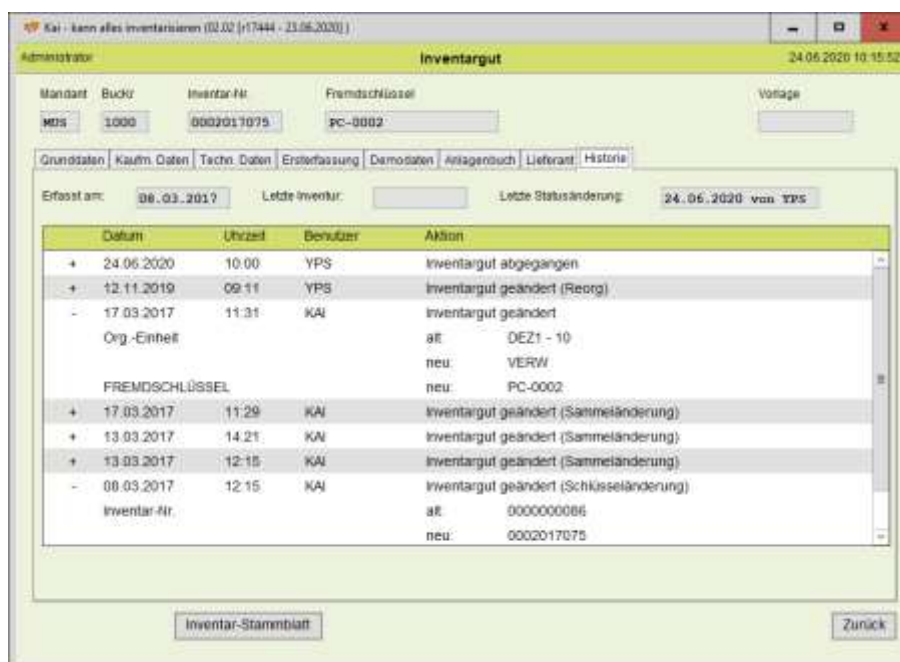 Kai - kann alles inventarisieren (02.02 [r17444 - 23.06.2020] )
Administrator Inventargut 24.06.2020 10:15:52
Mandant Buckr Inventar-Nr. Fremdschlüssel Vorlage
MDS 1000 0002017075 PC-0002
Grunddaten Kaufm. Daten Techn. Daten Ersterfassung Demodaten Anlagenbuch Lieferant Historie
Erfasst am: 08.03.2017 Letzte Inventur: Letzte Statusänderung: 24.06.2020 von YPS
Datum Uhrzeit Benutzer Aktion
+ 24.06.2020 10:00 YPS Inventargut abgegangen
+ 12.11.2019 09:11 YPS Inventargut geändert (Reorg)
- 17.03.2017 11:31 KAI Inventargut geändert
Org.-Einheit alt: DEZ1 - 10
neu: VERW
FREMDSCHLÜSSEL neu: PC-0002
+ 17.03.2017 11:29 KAI Inventargut geändert (Sammeländerung)
+ 13.03.2017 14:21 KAI Inventargut geändert (Sammeländerung)
+ 13.03.2017 12:15 KAI Inventargut geändert (Sammeländerung)
- 08.03.2017 12:15 KAI Inventargut geändert (Schlüsseländerung)
Inventar-Nr. alt: 0000000086
neu: 0002017075
Inventar-Stammblatt Zurück